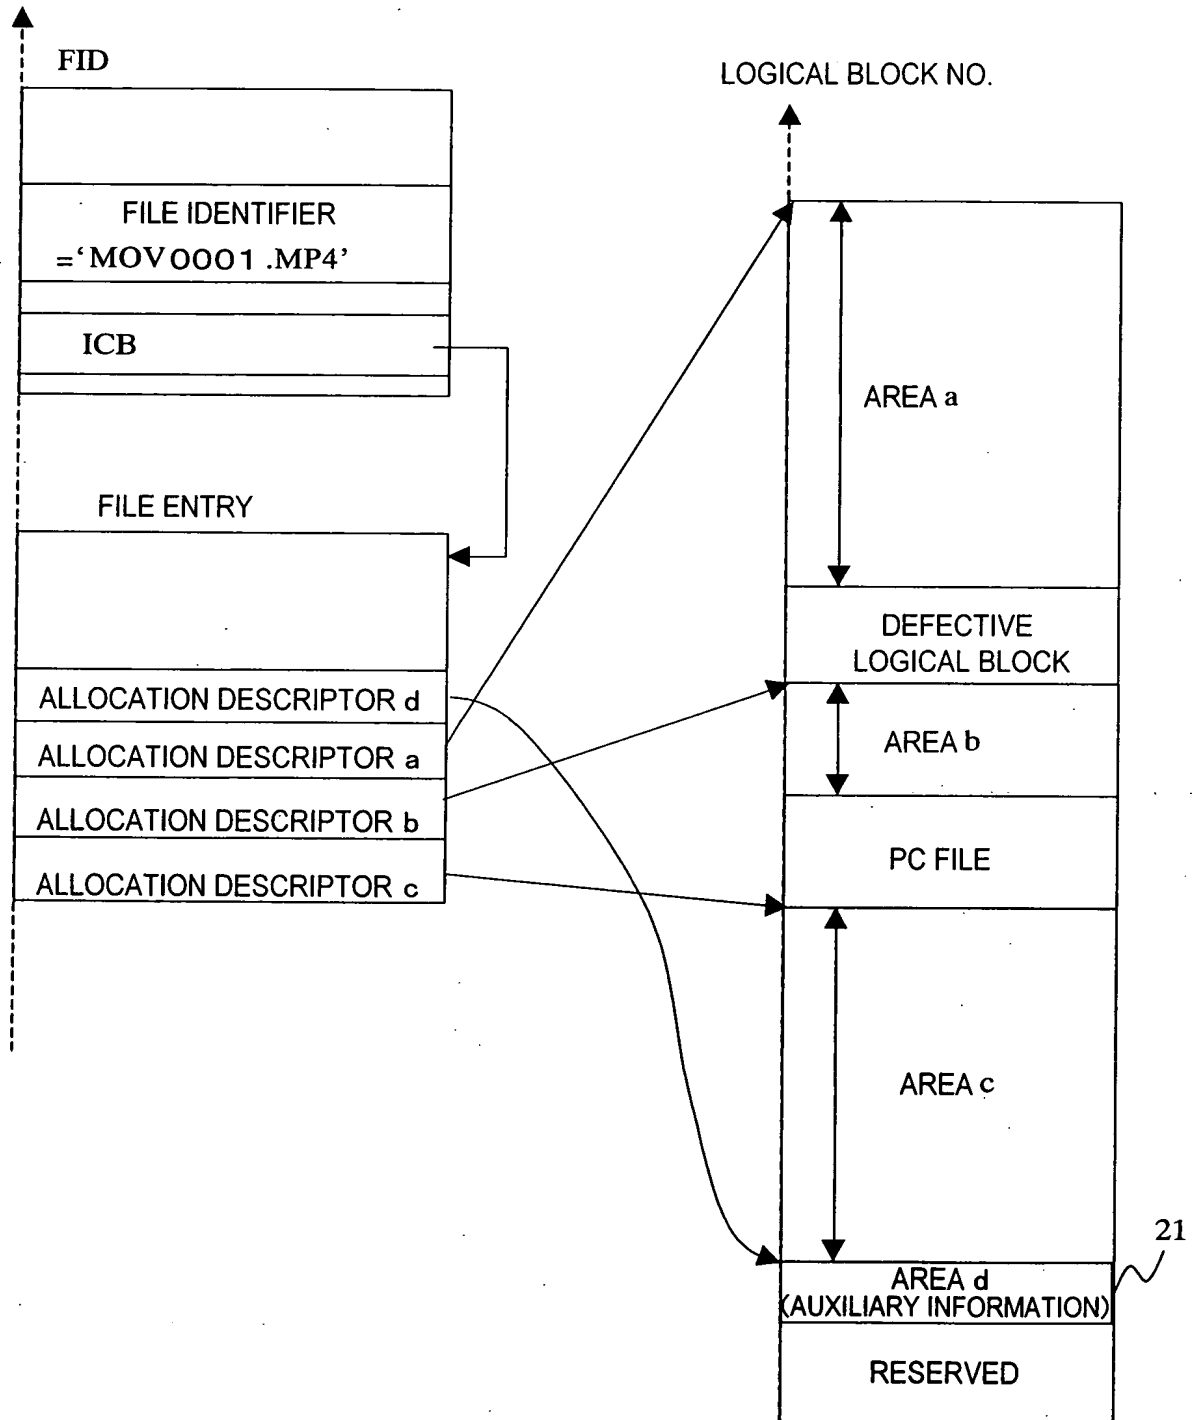 FID
FILE IDENTIFIER
='MOV0001.MP4'
ICB
FILE ENTRY
ALLOCATION DESCRIPTOR d
ALLOCATION DESCRIPTOR a
ALLOCATION DESCRIPTOR b
ALLOCATION DESCRIPTOR c
LOGICAL BLOCK NO.
AREA a
DEFECTIVE
LOGICAL BLOCK
AREA b
PC FILE
AREA c
21
AREA d
(AUXILIARY INFORMATION)
RESERVED